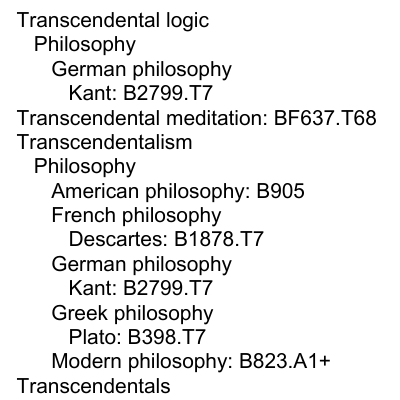 Transcendental logic
Philosophy
German philosophy
Kant: B2799.T7
Transcendental meditation: BF637.T68
Transcendentalism
Philosophy
American philosophy: B905
French philosophy
Descartes: B1878.T7
German philosophy
Kant: B2799.T7
Greek philosophy
Plato: B398.T7
Modern philosophy: B823.A1+
Transcendentals